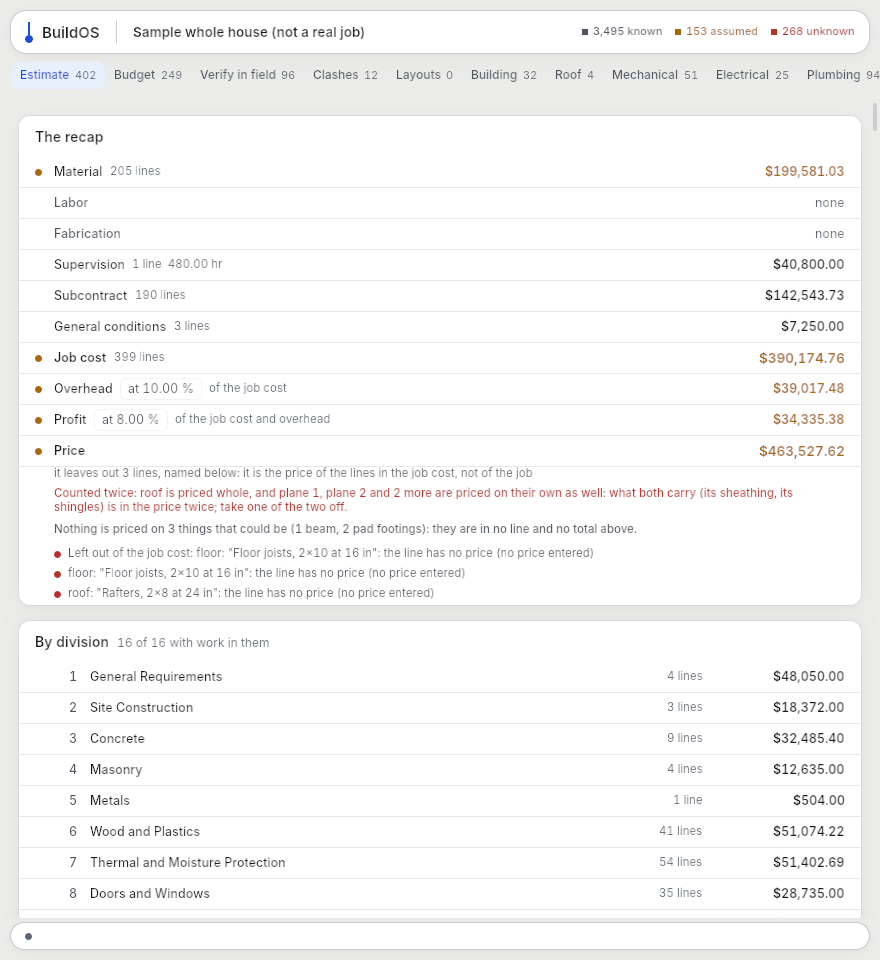 BuildOS
Sample whole house (not a real job)
3,495 known 153 assumed 268 unknown
Estimate 402 Budget 249 Verify in field 96 Clashes 12 Layouts 0 Building 32 Roof 4 Mechanical 51 Electrical 25 Plumbing 94
The recap
Material 205 lines $199,581.03
Labor none
Fabrication none
Supervision 1 line 480.00 hr $40,800.00
Subcontract 190 lines $142,543.73
General conditions 3 lines $7,250.00
Job cost 399 lines $390,174.76
Overhead at 10.00 % of the job cost $39,017.48
Profit at 8.00 % of the job cost and overhead $34,335.38
Price $463,527.62
it leaves out 3 lines, named below: it is the price of the lines in the job cost, not of the job
Counted twice: roof is priced whole, and plane 1, plane 2 and 2 more are priced on their own as well: what both carry (its sheathing, its
shingles) is in the price twice; take one of the two off.
Nothing is priced on 3 things that could be (1 beam, 2 pad footings): they are in no line and no total above.
Left out of the job cost: floor: "Floor joists, 2×10 at 16 in": the line has no price (no price entered)
floor: "Floor joists, 2×10 at 16 in": the line has no price (no price entered)
roof: "Rafters, 2×8 at 24 in": the line has no price (no price entered)
By division 16 of 16 with work in them
1 General Requirements 4 lines $48,050.00
2 Site Construction 3 lines $18,372.00
3 Concrete 9 lines $32,485.40
4 Masonry 4 lines $12,635.00
5 Metals 1 line $504.00
6 Wood and Plastics 41 lines $51,074.22
7 Thermal and Moisture Protection 54 lines $51,402.69
8 Doors and Windows 35 lines $28,735.00